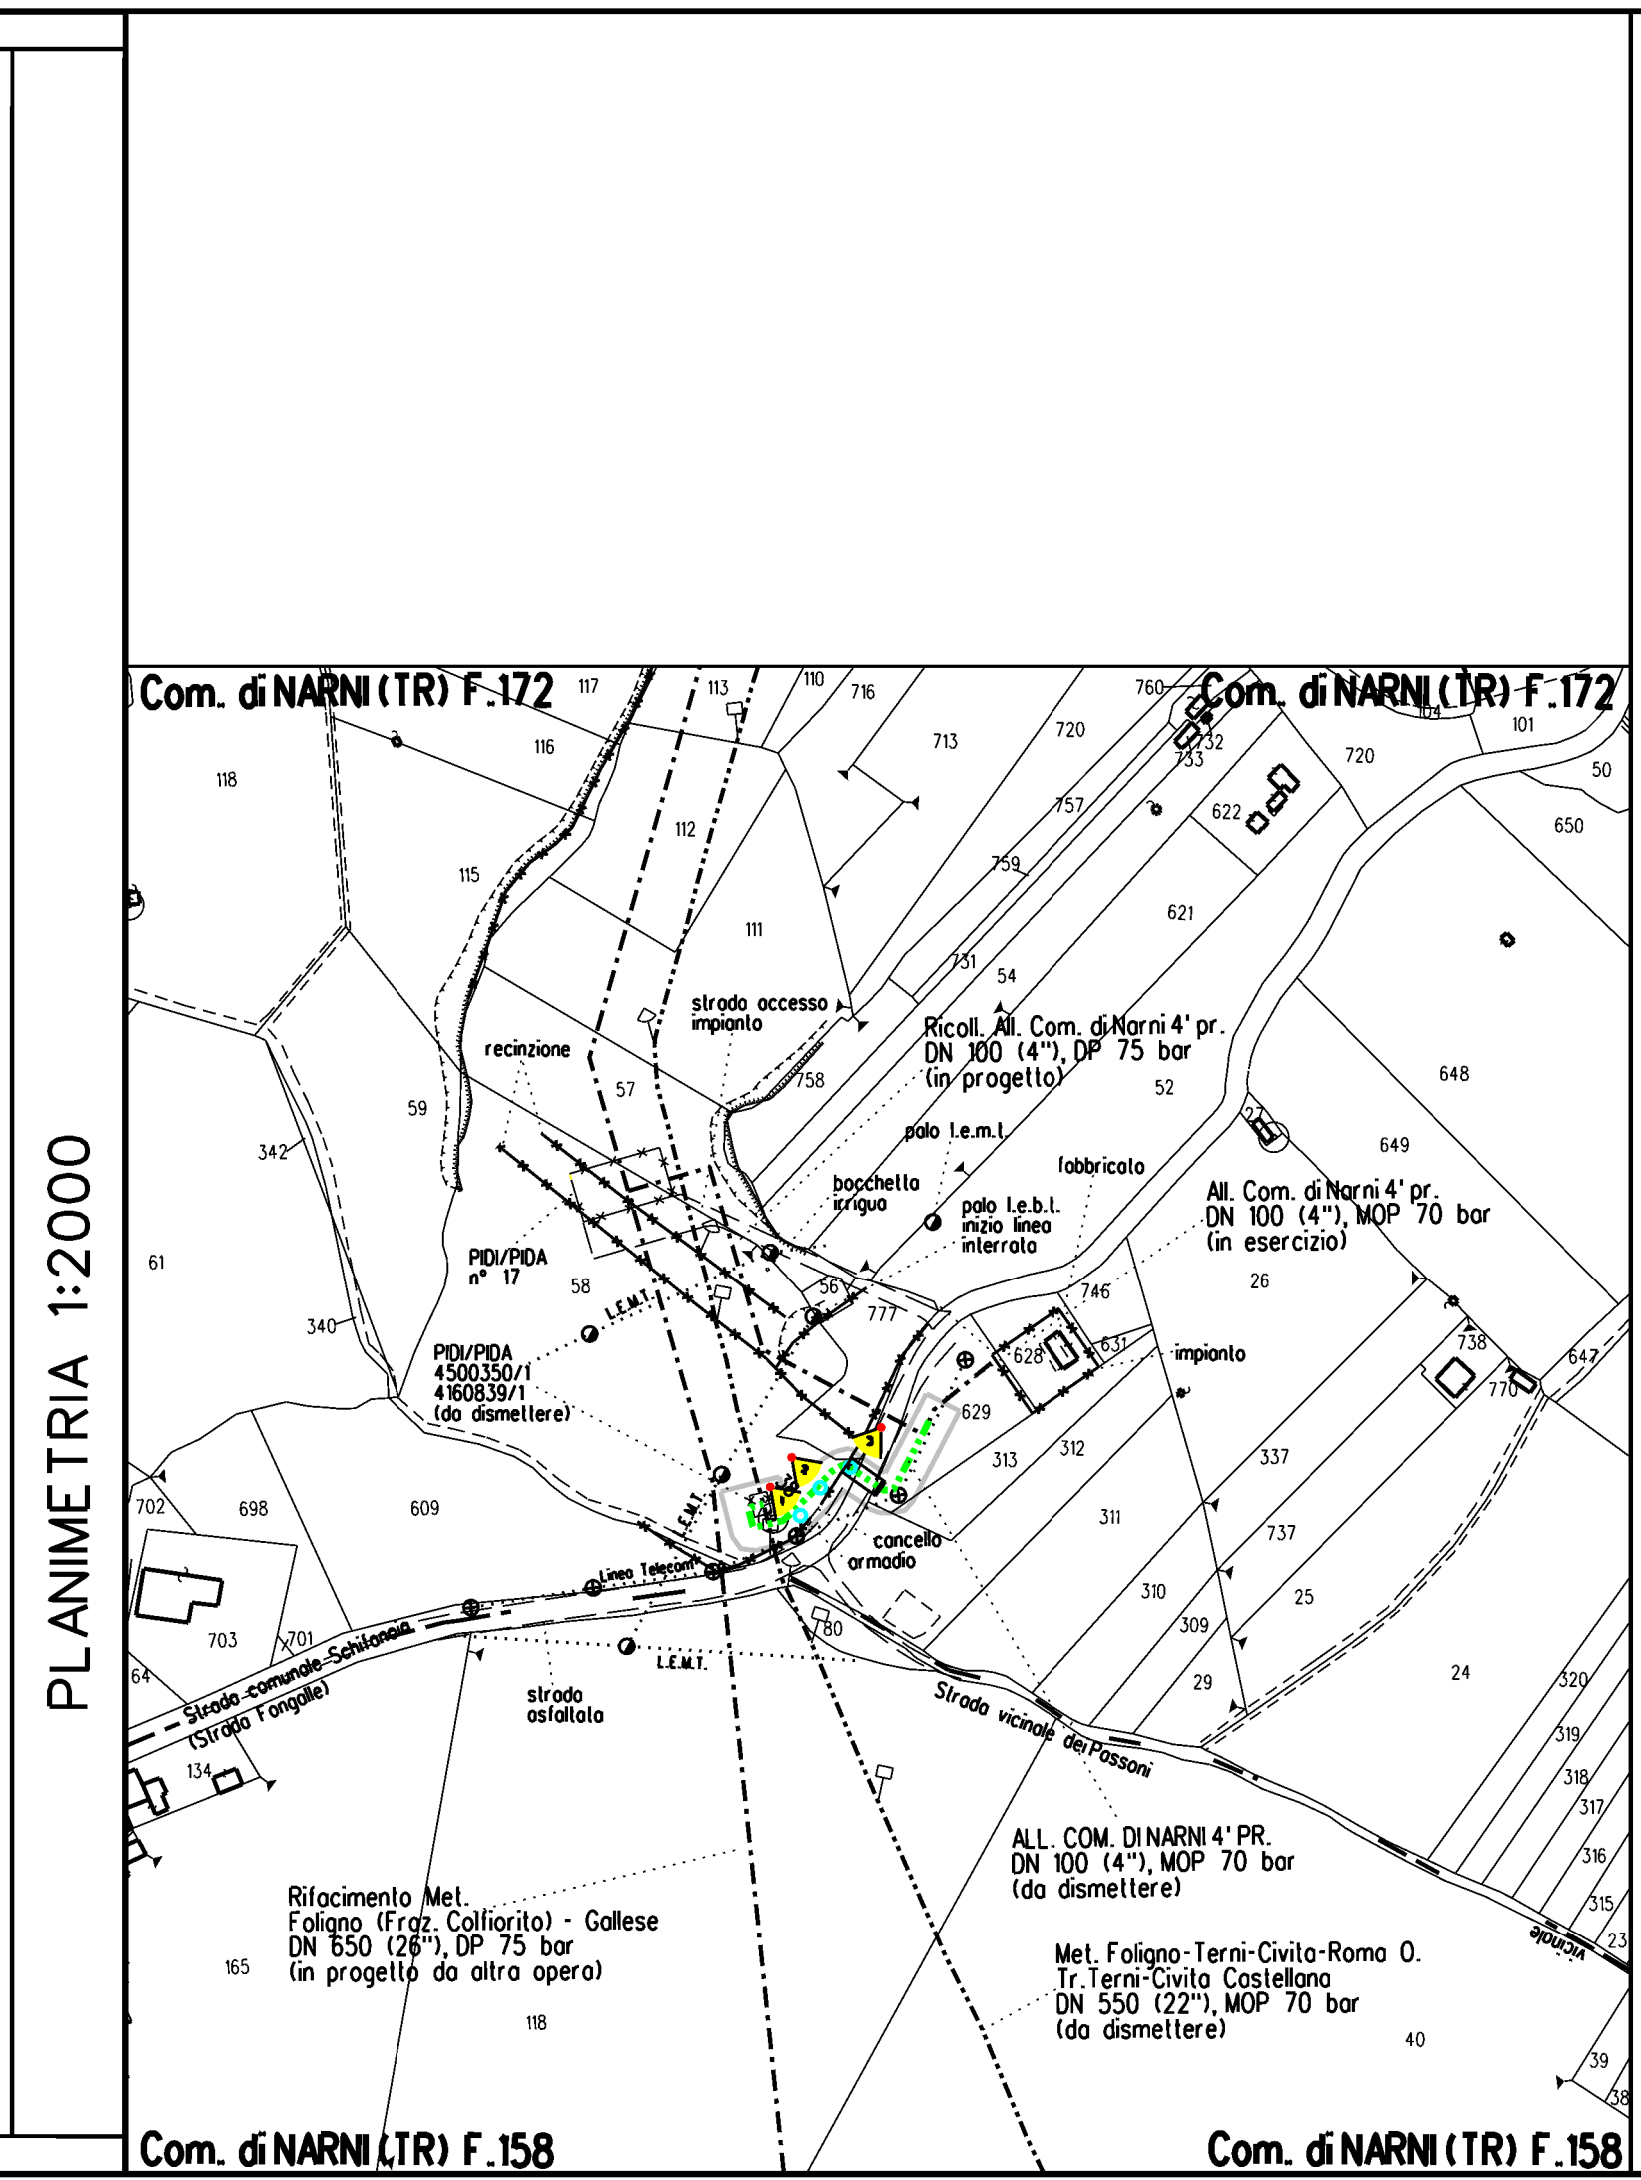 PLANIMETRIA 1:2000
Com. di NARNI (TR) F.172
Com. di NARNI (TR) F.172
117
113
110
716
760
104
101
118
116
713
720
732
733
720
50
112
757
622
650
115
759
621
111
731
54
strada accesso
impianto
Ricoll. All. Com. di Narni 4' pr.
DN 100 (4"), DP 75 bar
(in progetto)
recinzione
57
758
52
648
59
27
palo l.e.m.t.
649
342
fabbricato
bocchetta
irrigua
palo l.e.b.t.
inizio linea
interrata
All. Com. di Narni 4' pr.
DN 100 (4"), MOP 70 bar
(in esercizio)
61
PIDI/PIDA
n° 17
58
56
26
746
L.E.M.T.
777
340
738
PIDI/PIDA
4500350/1
4160839/1
(da dismettere)
628
631
impianto
647
770
629
313
312
337
702
698
609
L.E.M.T.
311
737
cancello
armadio
Linea Telecom
310
25
309
703
701
80
64
Strada comunale Schifanoia
(Strada Fongalle)
L.E.M.T.
strada
asfaltata
29
24
320
Strada vicinale dei Possoni
319
134
318
317
ALL. COM. DI NARNI 4' PR.
DN 100 (4"), MOP 70 bar
(da dismettere)
316
Rifacimento Met.
Foligno (Fraz. Colfiorito) - Gallese
DN 650 (26"), DP 75 bar
(in progetto da altra opera)
315
23
vicinale
165
Met. Foligno-Terni-Civita-Roma O.
Tr. Terni-Civita Castellana
DN 550 (22"), MOP 70 bar
(da dismettere)
118
40
39
38
Com. di NARNI (TR) F.158
Com. di NARNI (TR) F.158